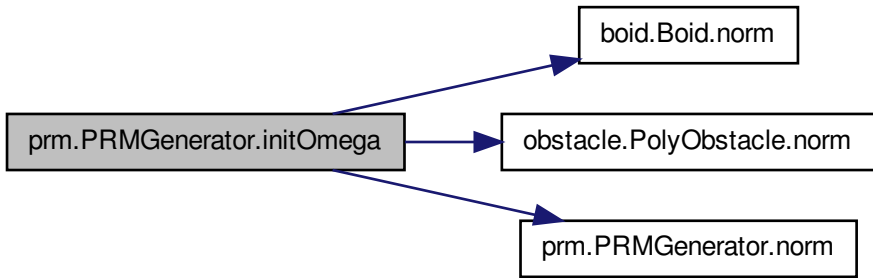 boid.Boid.norm
prm.PRMGenerator.initOmega
obstacle.PolyObstacle.norm
prm.PRMGenerator.norm